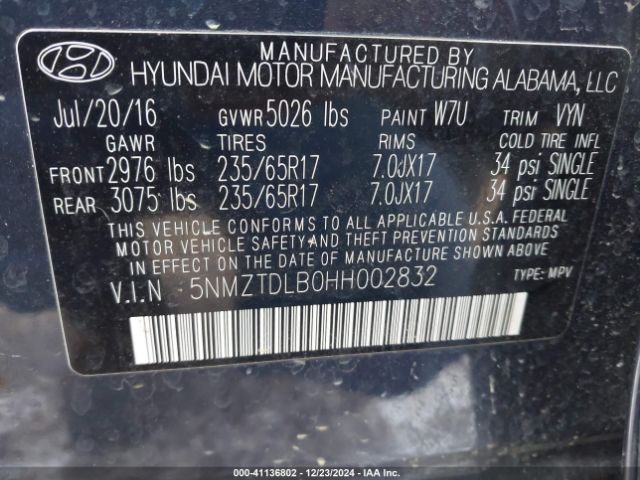 MANUFACTURED BY
HYUNDAI MOTOR MANUFACTURING ALABAMA, LLC
Jul/20/16 GVWR 5026 lbs PAINT W7U TRIM VYN
GAWR TIRES RIMS COLD TIRE INFL
FRONT 2976 lbs 235/65R17 7.0JX17 34 psi SINGLE
REAR 3075 lbs 235/65R17 7.0JX17 34 psi SINGLE
THIS VEHICLE CONFORMS TO ALL APPLICABLE U.S.A. FEDERAL
MOTOR VEHICLE SAFETY AND THEFT PREVENTION STANDARDS
IN EFFECT ON THE DATE OF MANUFACTURE SHOWN ABOVE
V.I.N 5NMZTDLB0HH002832 TYPE: MPV
000-41136802 - 12/23/2024 - IAA Inc.